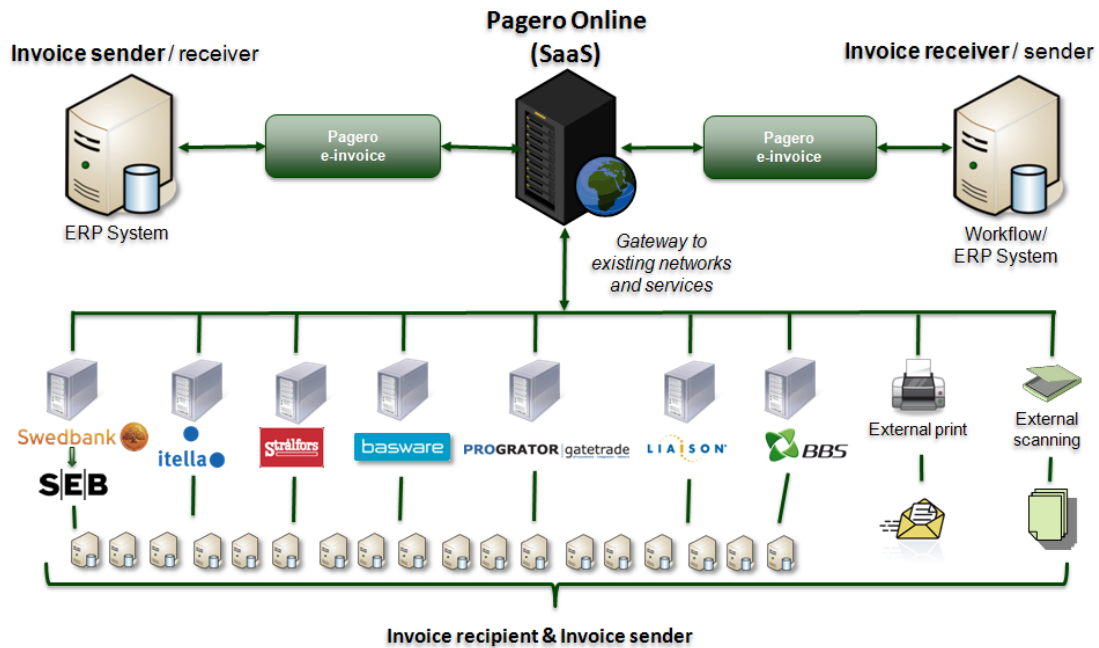 Pagero Online
(SaaS)
Invoice sender / receiver
Invoice receiver / sender
Pagero
e-invoice
Pagero
e-invoice
ERP System
Workflow/
ERP System
Gateway to
existing networks
and services
Swedbank
SEB
itella
Strålfors
basware
PROGRATOR|gatetrade
LIAISON
BBS
External print
External
scanning
Invoice recipient & Invoice sender